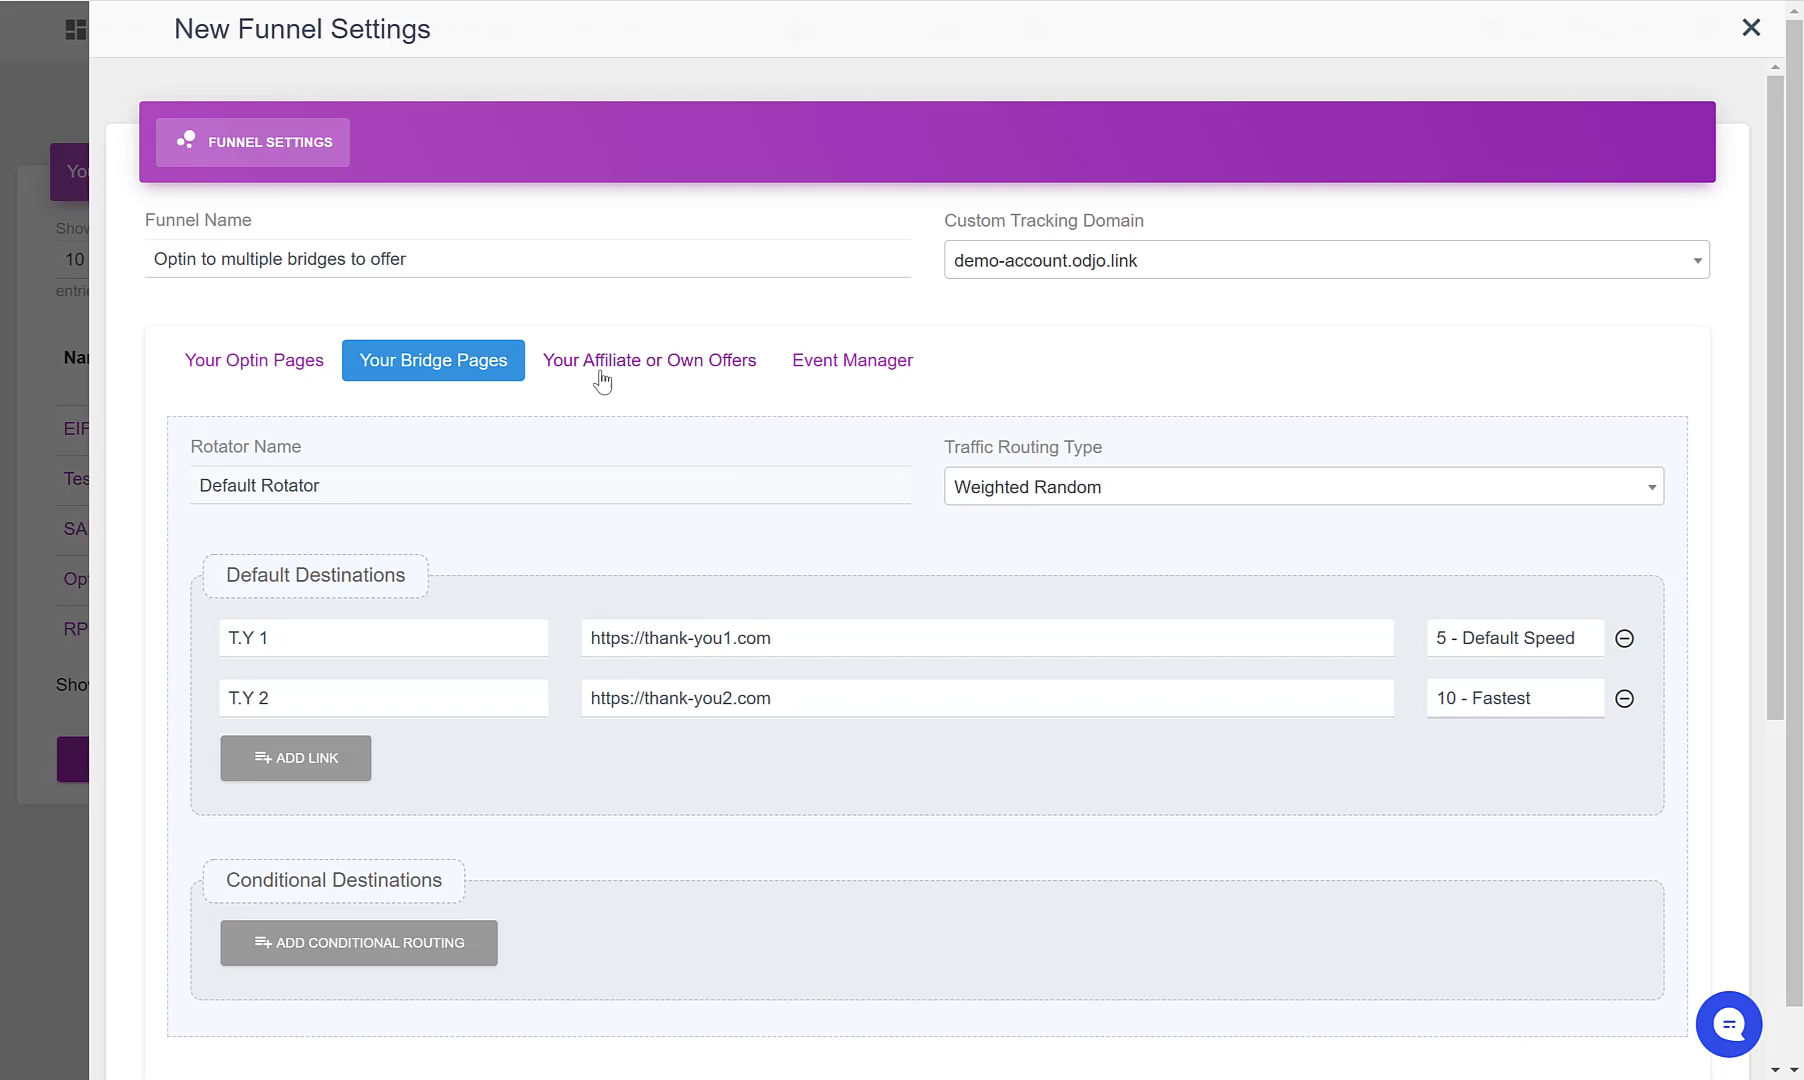 New Funnel Settings
FUNNEL SETTINGS
Funnel Name
Custom Tracking Domain
Optin to multiple bridges to offer
demo-account.odjo.link
Your Optin Pages
Your Bridge Pages
Your Affiliate or Own Offers
Event Manager
Rotator Name
Traffic Routing Type
Default Rotator
Weighted Random
Default Destinations
T.Y 1
https://thank-you1.com
5 - Default Speed
T.Y 2
https://thank-you2.com
10 - Fastest
ADD LINK
Conditional Destinations
ADD CONDITIONAL ROUTING
10